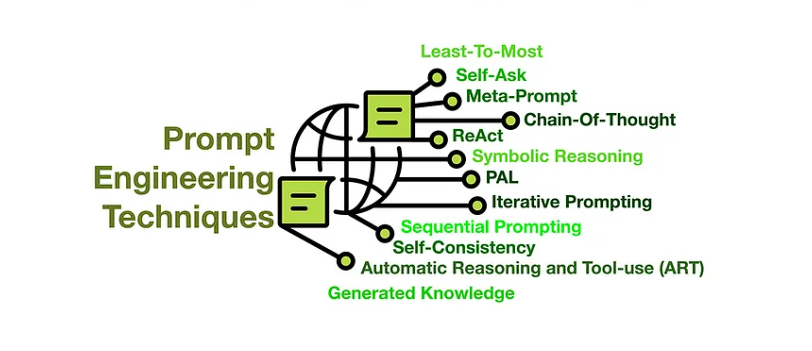 Prompt
Engineering
Techniques
Least-To-Most
Self-Ask
Meta-Prompt
Chain-Of-Thought
ReAct
Symbolic Reasoning
PAL
Iterative Prompting
Sequential Prompting
Self-Consistency
Automatic Reasoning and Tool-use (ART)
Generated Knowledge